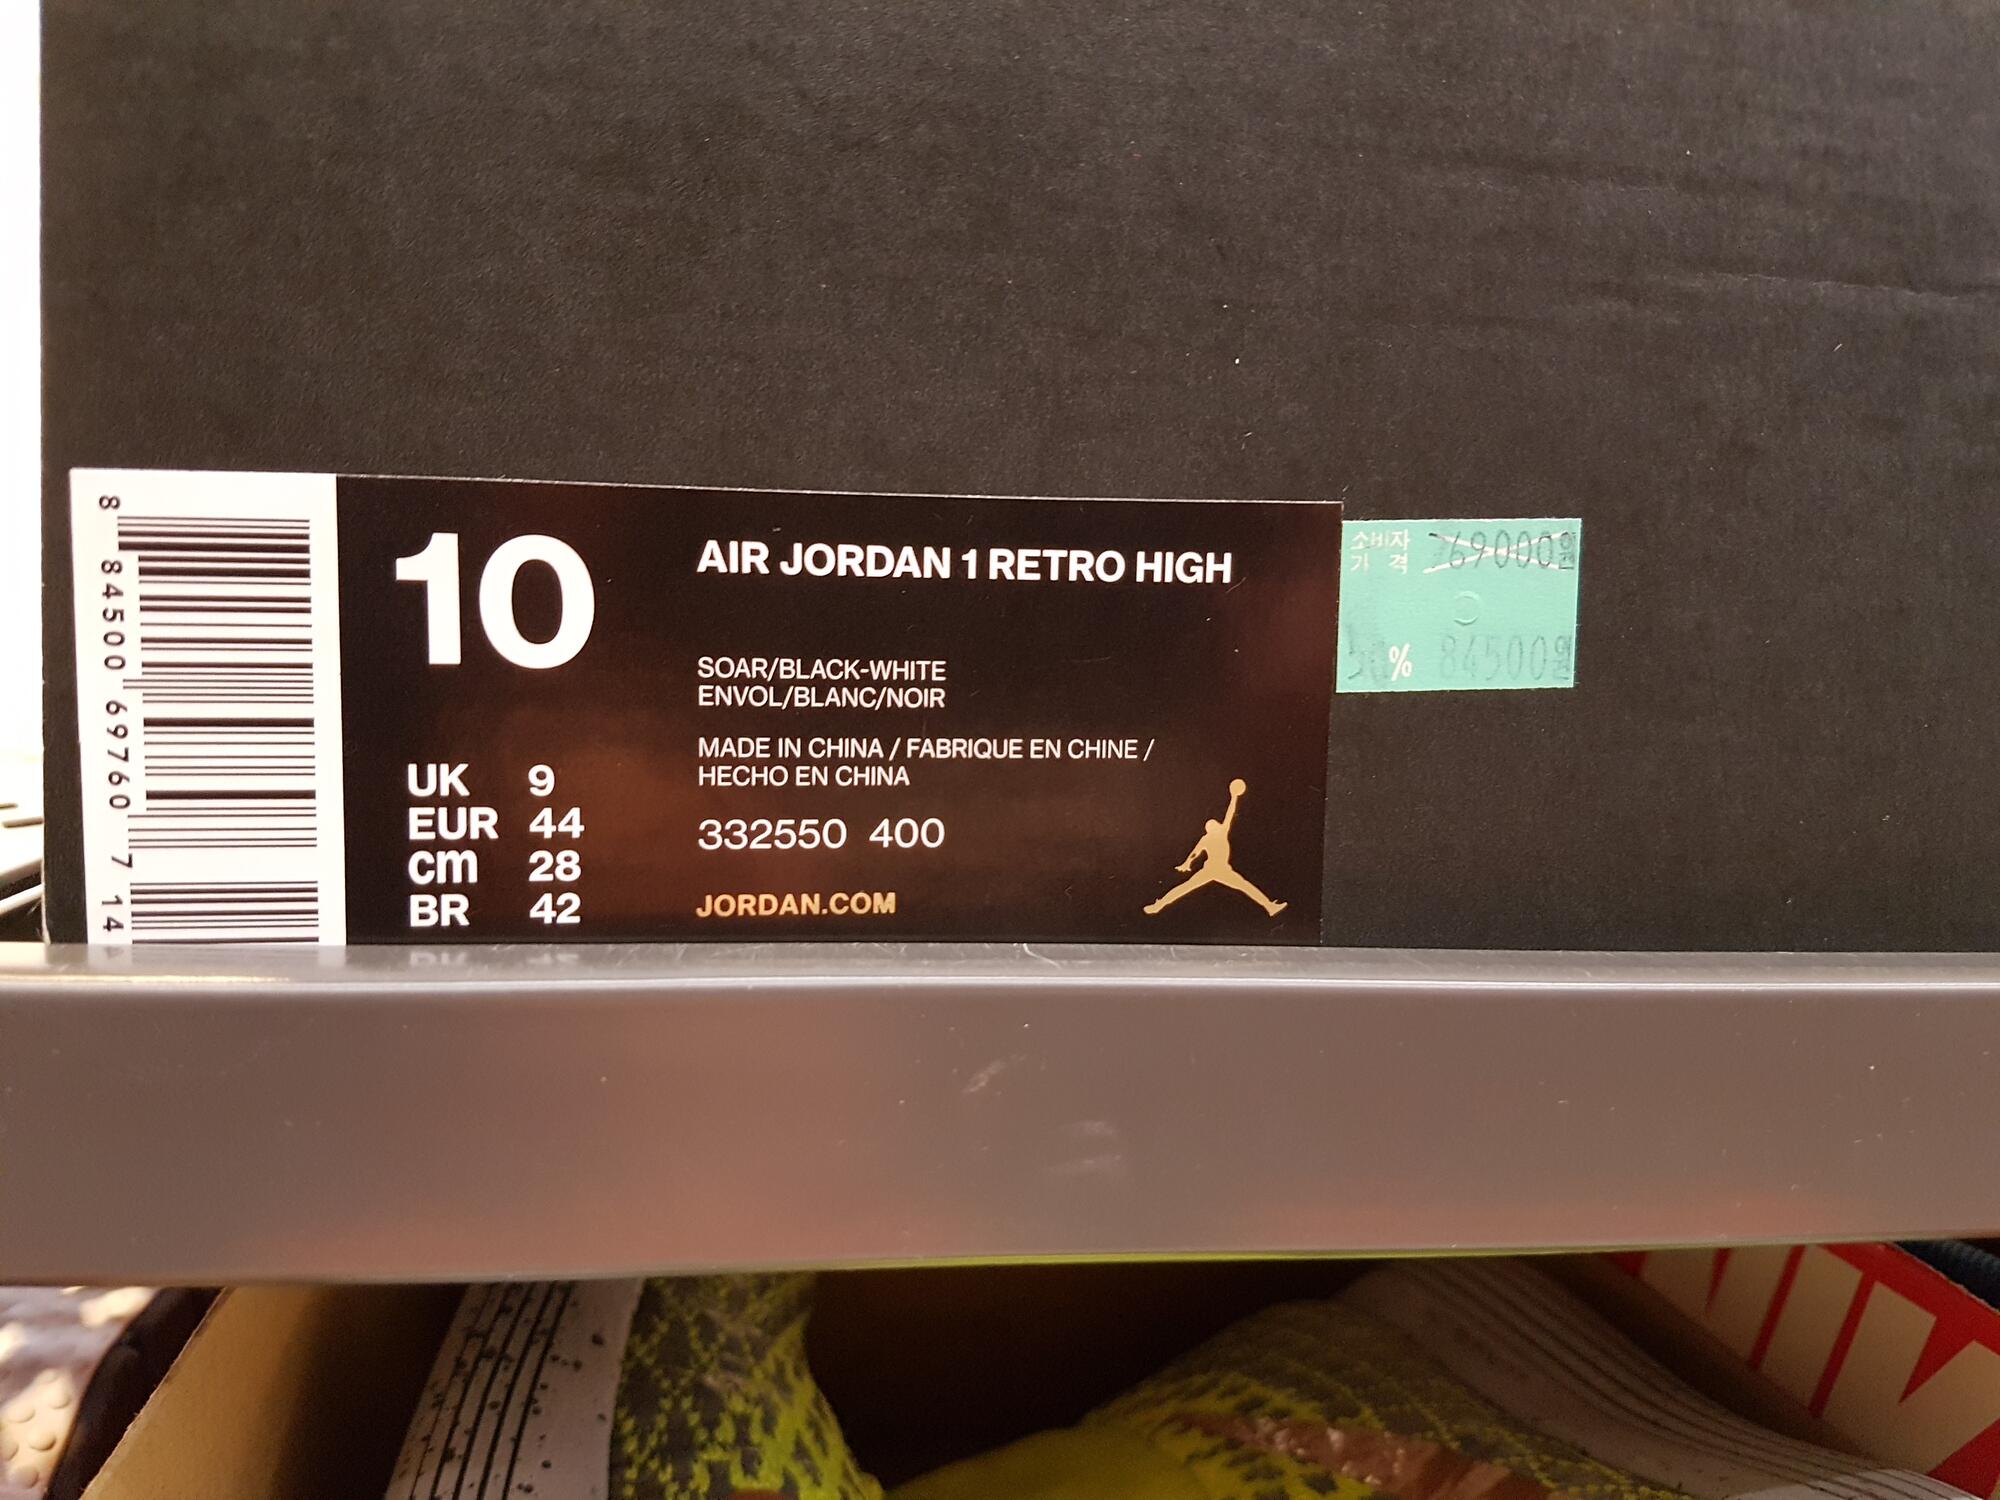 8 84500 69760 7 14
10
UK 9
EUR 44
cm 28
BR 42
AIR JORDAN 1 RETRO HIGH
SOAR/BLACK-WHITE
ENVOL/BLANC/NOIR
MADE IN CHINA / FABRIQUE EN CHINE /
HECHO EN CHINA
332550 400
JORDAN.COM
소비자
가 격 69000원
% 84500원